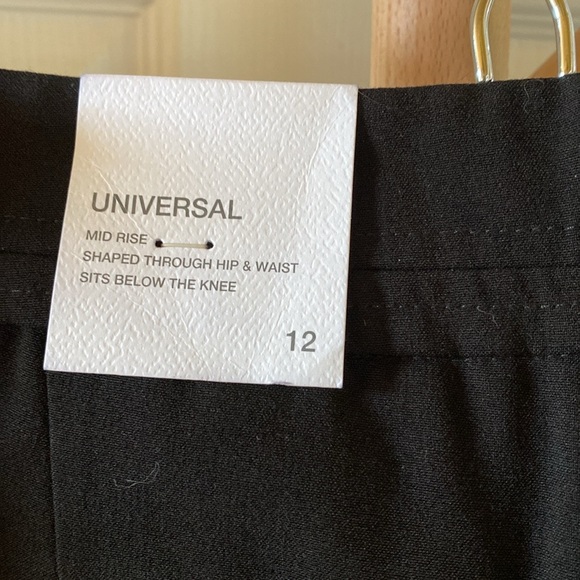 UNIVERSAL
MID RISE
SHAPED THROUGH HIP & WAIST
SITS BELOW THE KNEE
12